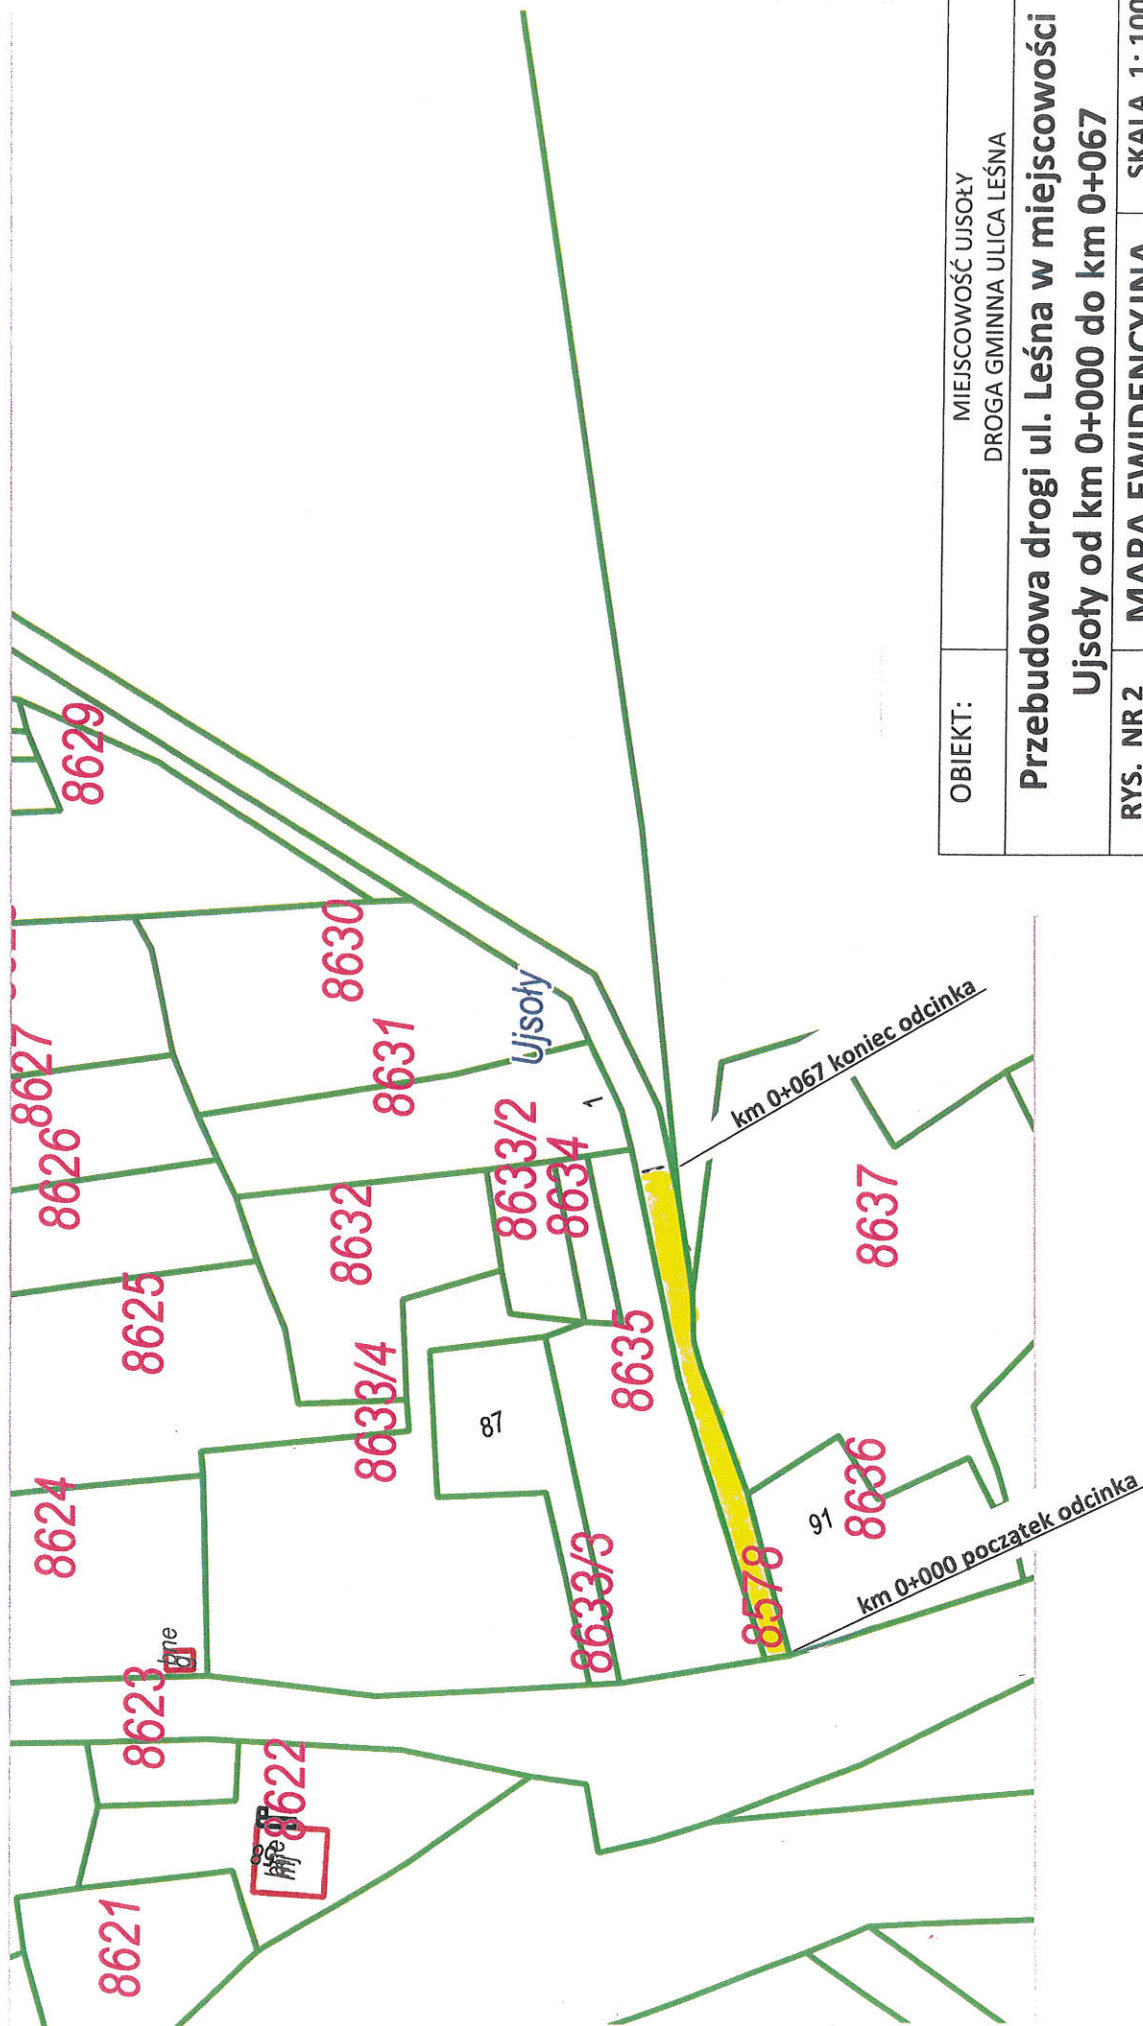 8629
8627
8626
8625
8624
8623
8622
8621
8630
8631
8632
8633/2
8634
8633/4
8635
8633/3
8578
8636
8637
Ujsoły
1
87
91
km 0+067 koniec odcinka
km 0+000 początek odcinka
OBIEKT:
MIEJSCOWOŚĆ UJSOŁY
DROGA GMINNA ULICA LEŚNA
Przebudowa drogi ul. Leśna w miejscowości
Ujsoły od km 0+000 do km 0+067
RYS. NR 2
MAPA EWIDENCYJNA
SKALA 1: 100